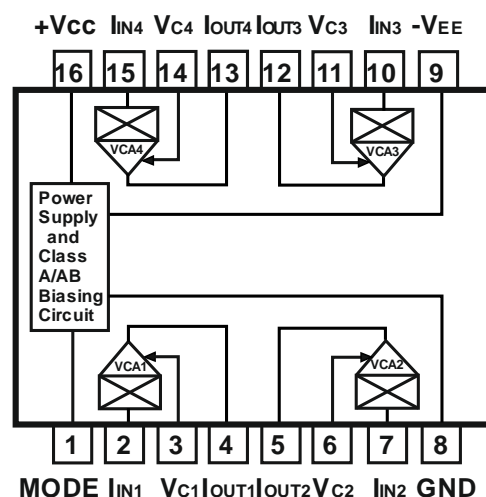 +Vcc IIN4 VC4 IOUT4 IOUT3 VC3 IIN3 -VEE
16 15 14 13 12 11 10 9
VCA4 VCA3
Power
Supply
and
Class
A/AB
Biasing
Circuit
VCA1 VCA2
1 2 3 4 5 6 7 8
MODE IIN1 VC1 IOUT1 IOUT2 VC2 IIN2 GND